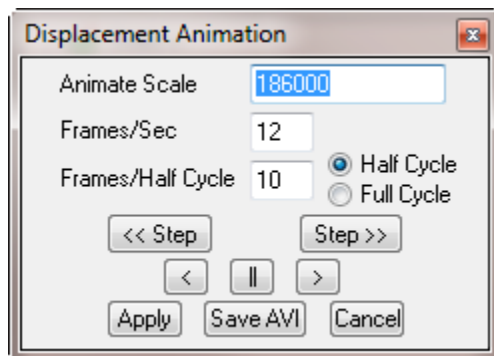 Displacement Animation
Animate Scale 186000
Frames/Sec 12
Frames/Half Cycle 10 Half Cycle
Full Cycle
<< Step Step >>
< || >
Apply Save AVI Cancel